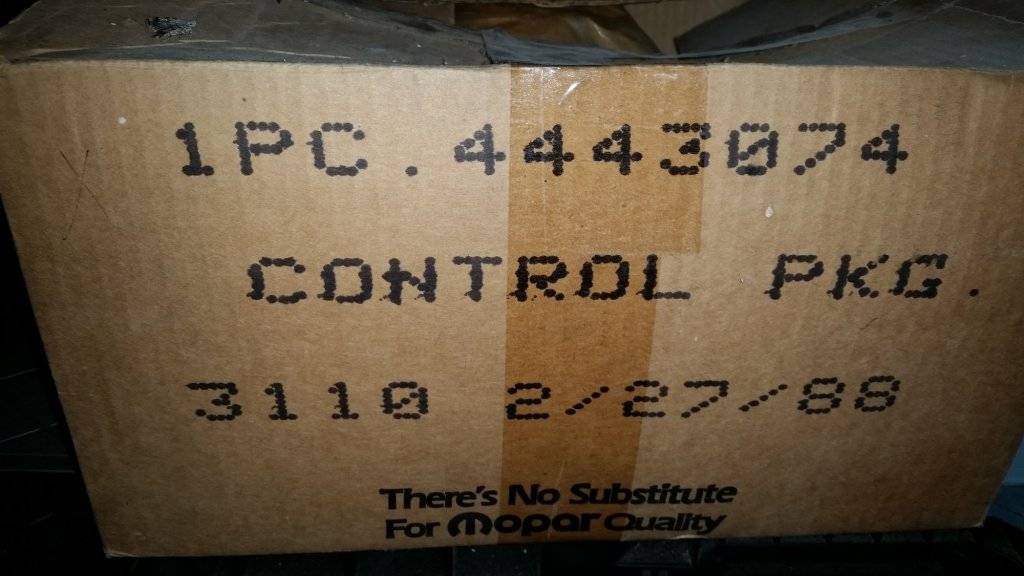 1PC.4443074
CONTROL PKG.
3110 2/27/88
There's No Substitute
For Mopar Quality